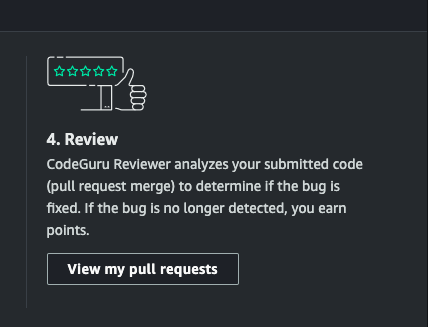 4. Review
CodeGuru Reviewer analyzes your submitted code
(pull request merge) to determine if the bug is
fixed. If the bug is no longer detected, you earn
points.
View my pull requests